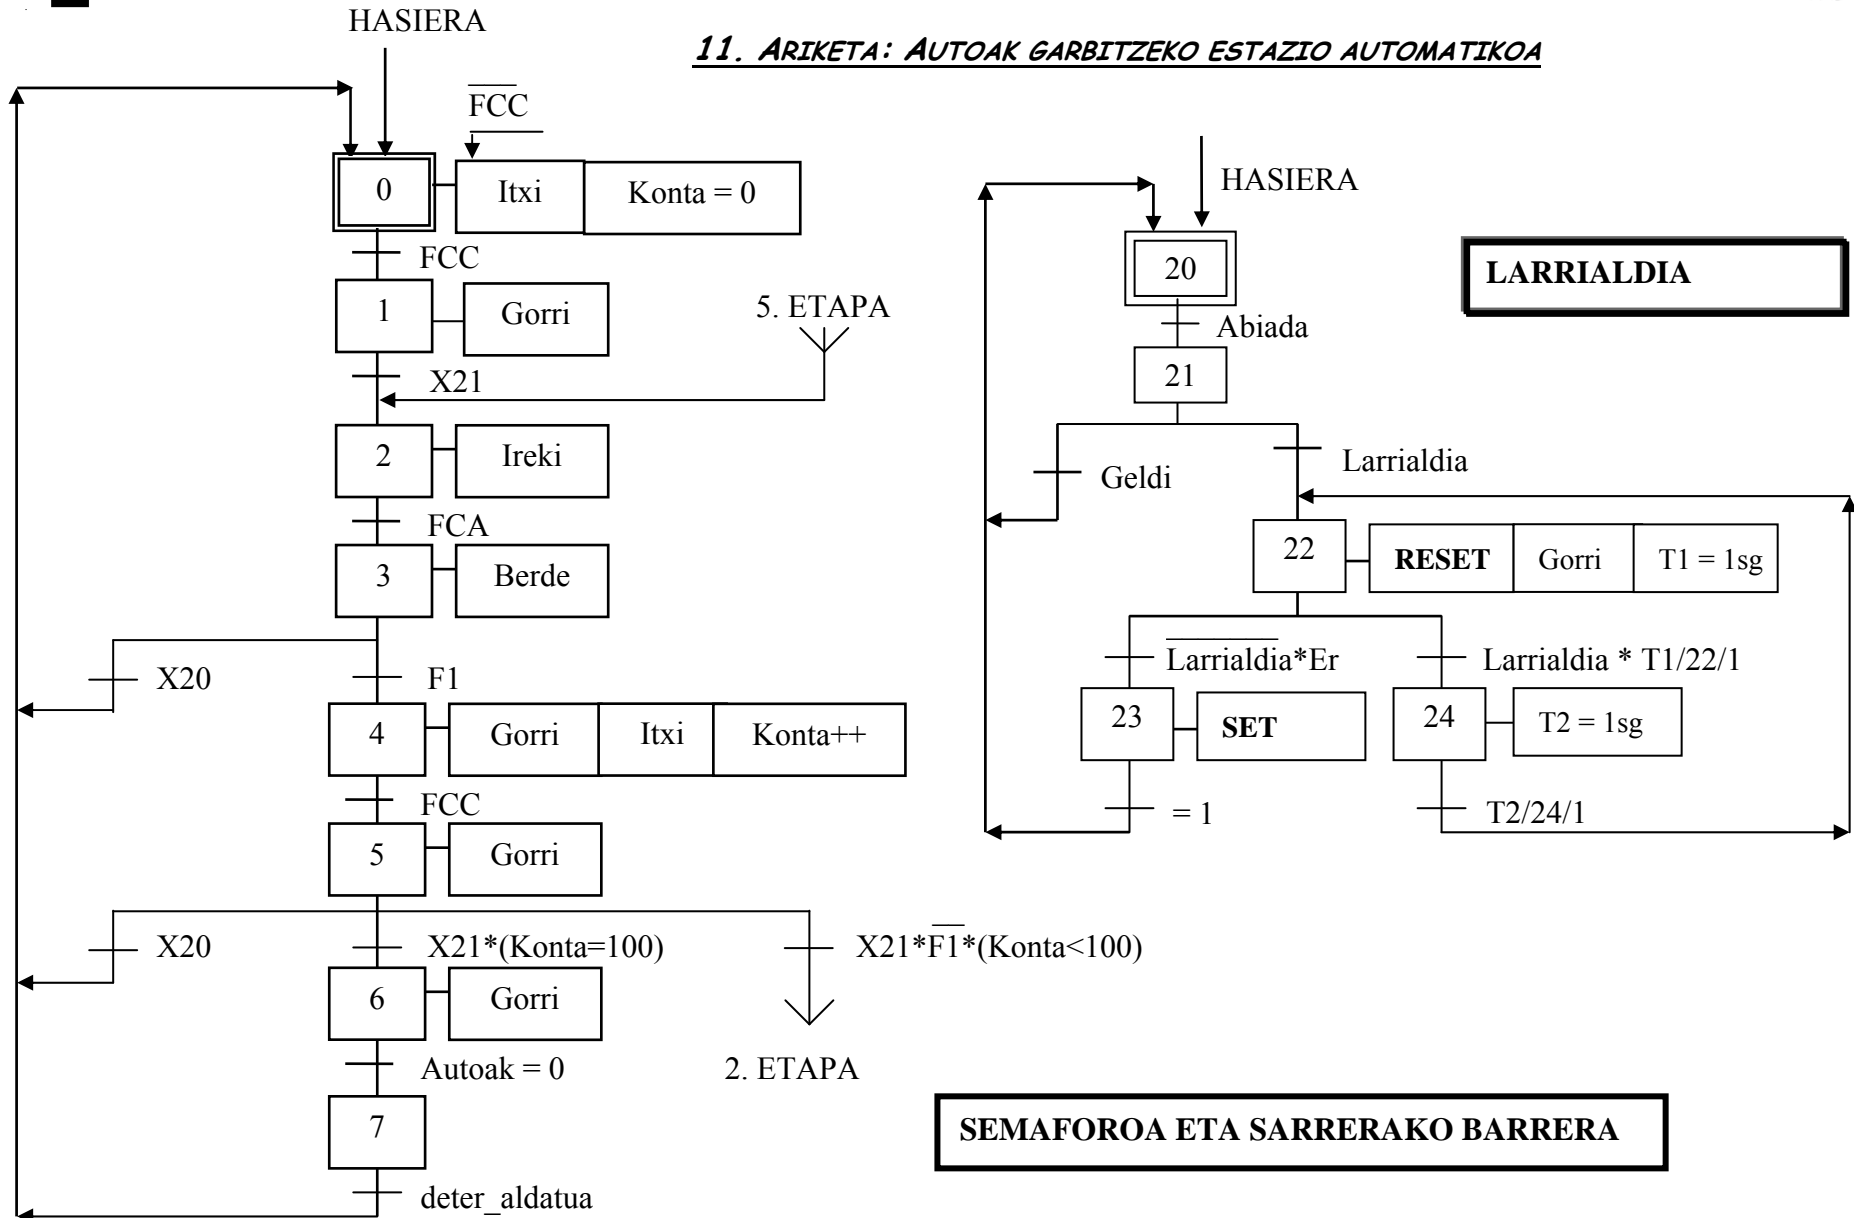 HASIERA
11. ARIKETA: AUTOAK GARBITZEKO ESTAZIO AUTOMATIKOA
F̅C̅C̅
0
Itxi
Konta = 0
FCC
1
Gorri
5. ETAPA
X21
2
Ireki
FCA
3
Berde
X20
F1
4
Gorri
Itxi
Konta++
FCC
5
Gorri
X20
X21*(Konta=100)
X21*F̅1̅*(Konta<100)
6
Gorri
Autoak = 0
2. ETAPA
7
deter_aldatua
SEMAFOROA ETA SARRERAKO BARRERA
HASIERA
LARRIALDIA
20
Abiada
21
Geldi
Larrialdia
22
RESET
Gorri
T1 = 1sg
L̅a̅r̅r̅i̅a̅l̅d̅i̅a̅*Er
Larrialdia * T1/22/1
23
SET
24
T2 = 1sg
= 1
T2/24/1